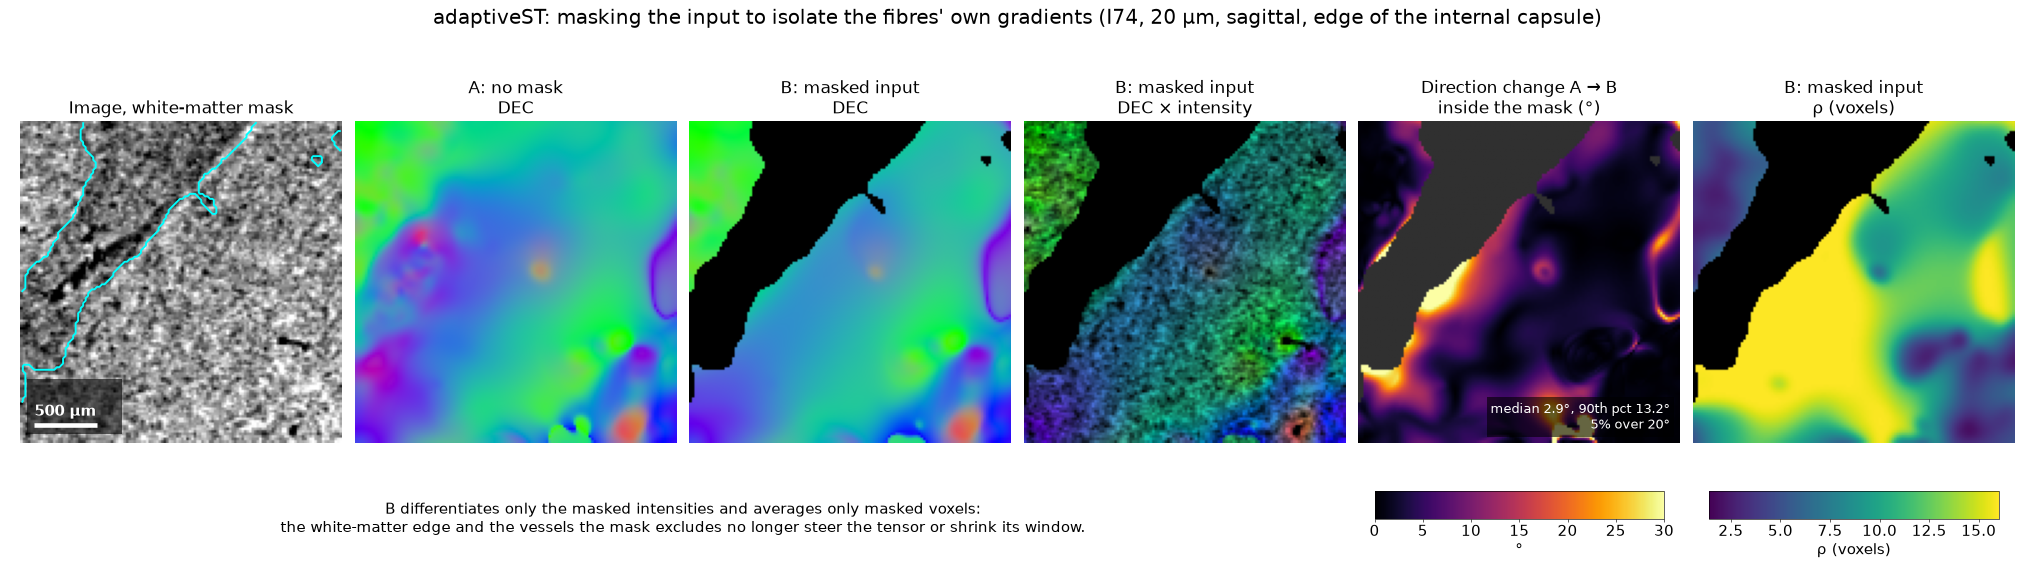 adaptiveST: masking the input to isolate the fibres' own gradients (I74, 20 µm, sagittal, edge of the internal capsule)
Image, white-matter mask
A: no mask
DEC
B: masked input
DEC
B: masked input
DEC × intensity
Direction change A → B
inside the mask (°)
B: masked input
ρ (voxels)
500 µm
median 2.9°, 90th pct 13.2°
5% over 20°
B differentiates only the masked intensities and averages only masked voxels:
the white-matter edge and the vessels the mask excludes no longer steer the tensor or shrink its window.
0 5 10 15 20 25 30
°
2.5 5.0 7.5 10.0 12.5 15.0
ρ (voxels)